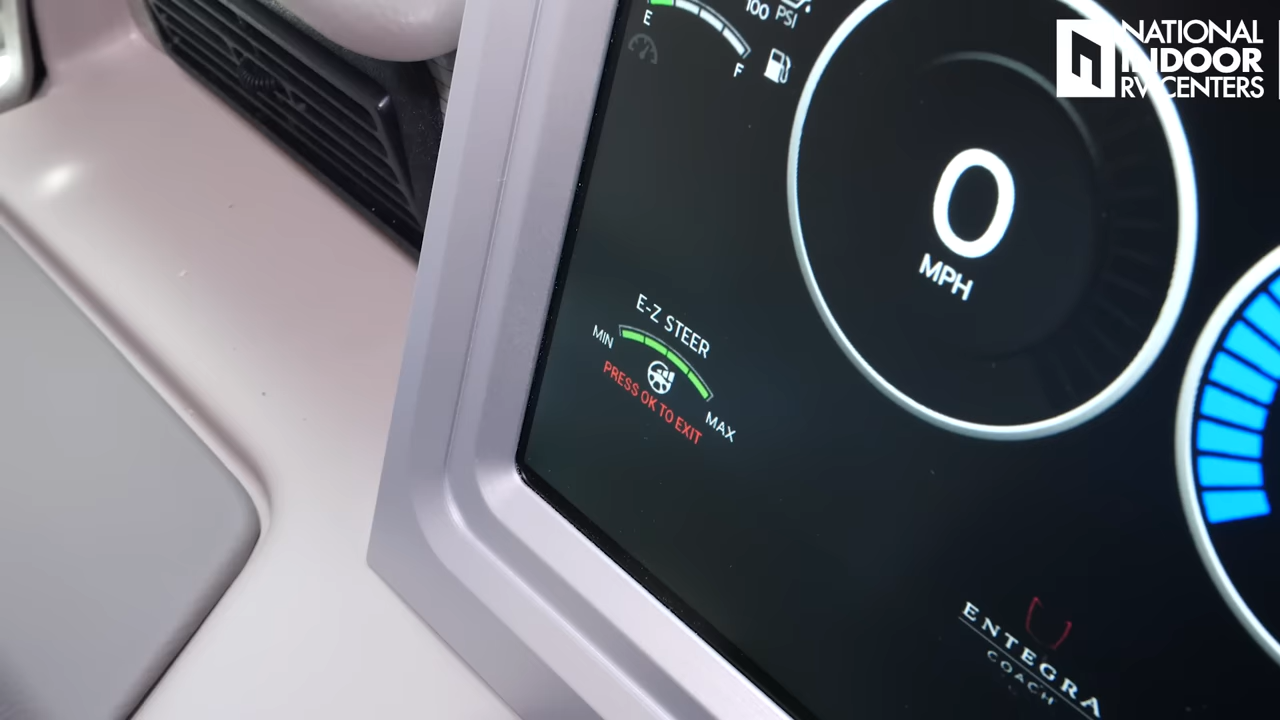 NATIONAL
INDOOR
RV CENTERS
100 PSI
E
F
0
MPH
E-Z STEER
MIN
MAX
PRESS OK TO EXIT
ENTEGRA
COACH